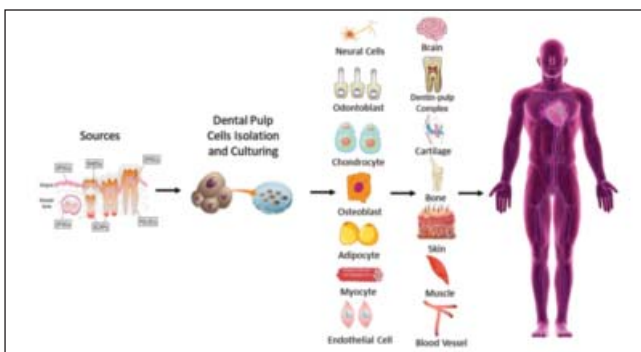 Sources
Dental Pulp
Cells Isolation
and Culturing
Neural Cells
Odontoblast
Chondrocyte
Osteoblast
Adipocyte
Myocyte
Endothelial Cell
Brain
Dentin-pulp
Complex
Cartilage
Bone
Skin
Muscle
Blood Vessel